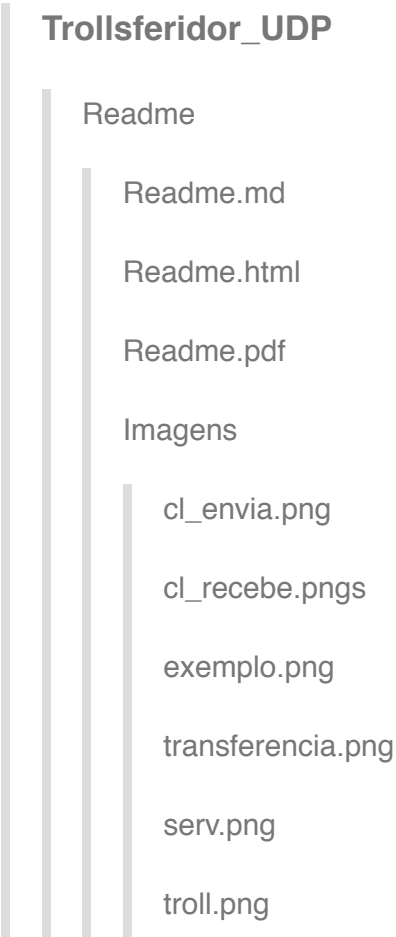 Trollsferidor_UDP
Readme
Readme.md
Readme.html
Readme.pdf
Imagens
cl_envia.png
cl_recebe.pngs
exemplo.png
transferencia.png
serv.png
troll.png